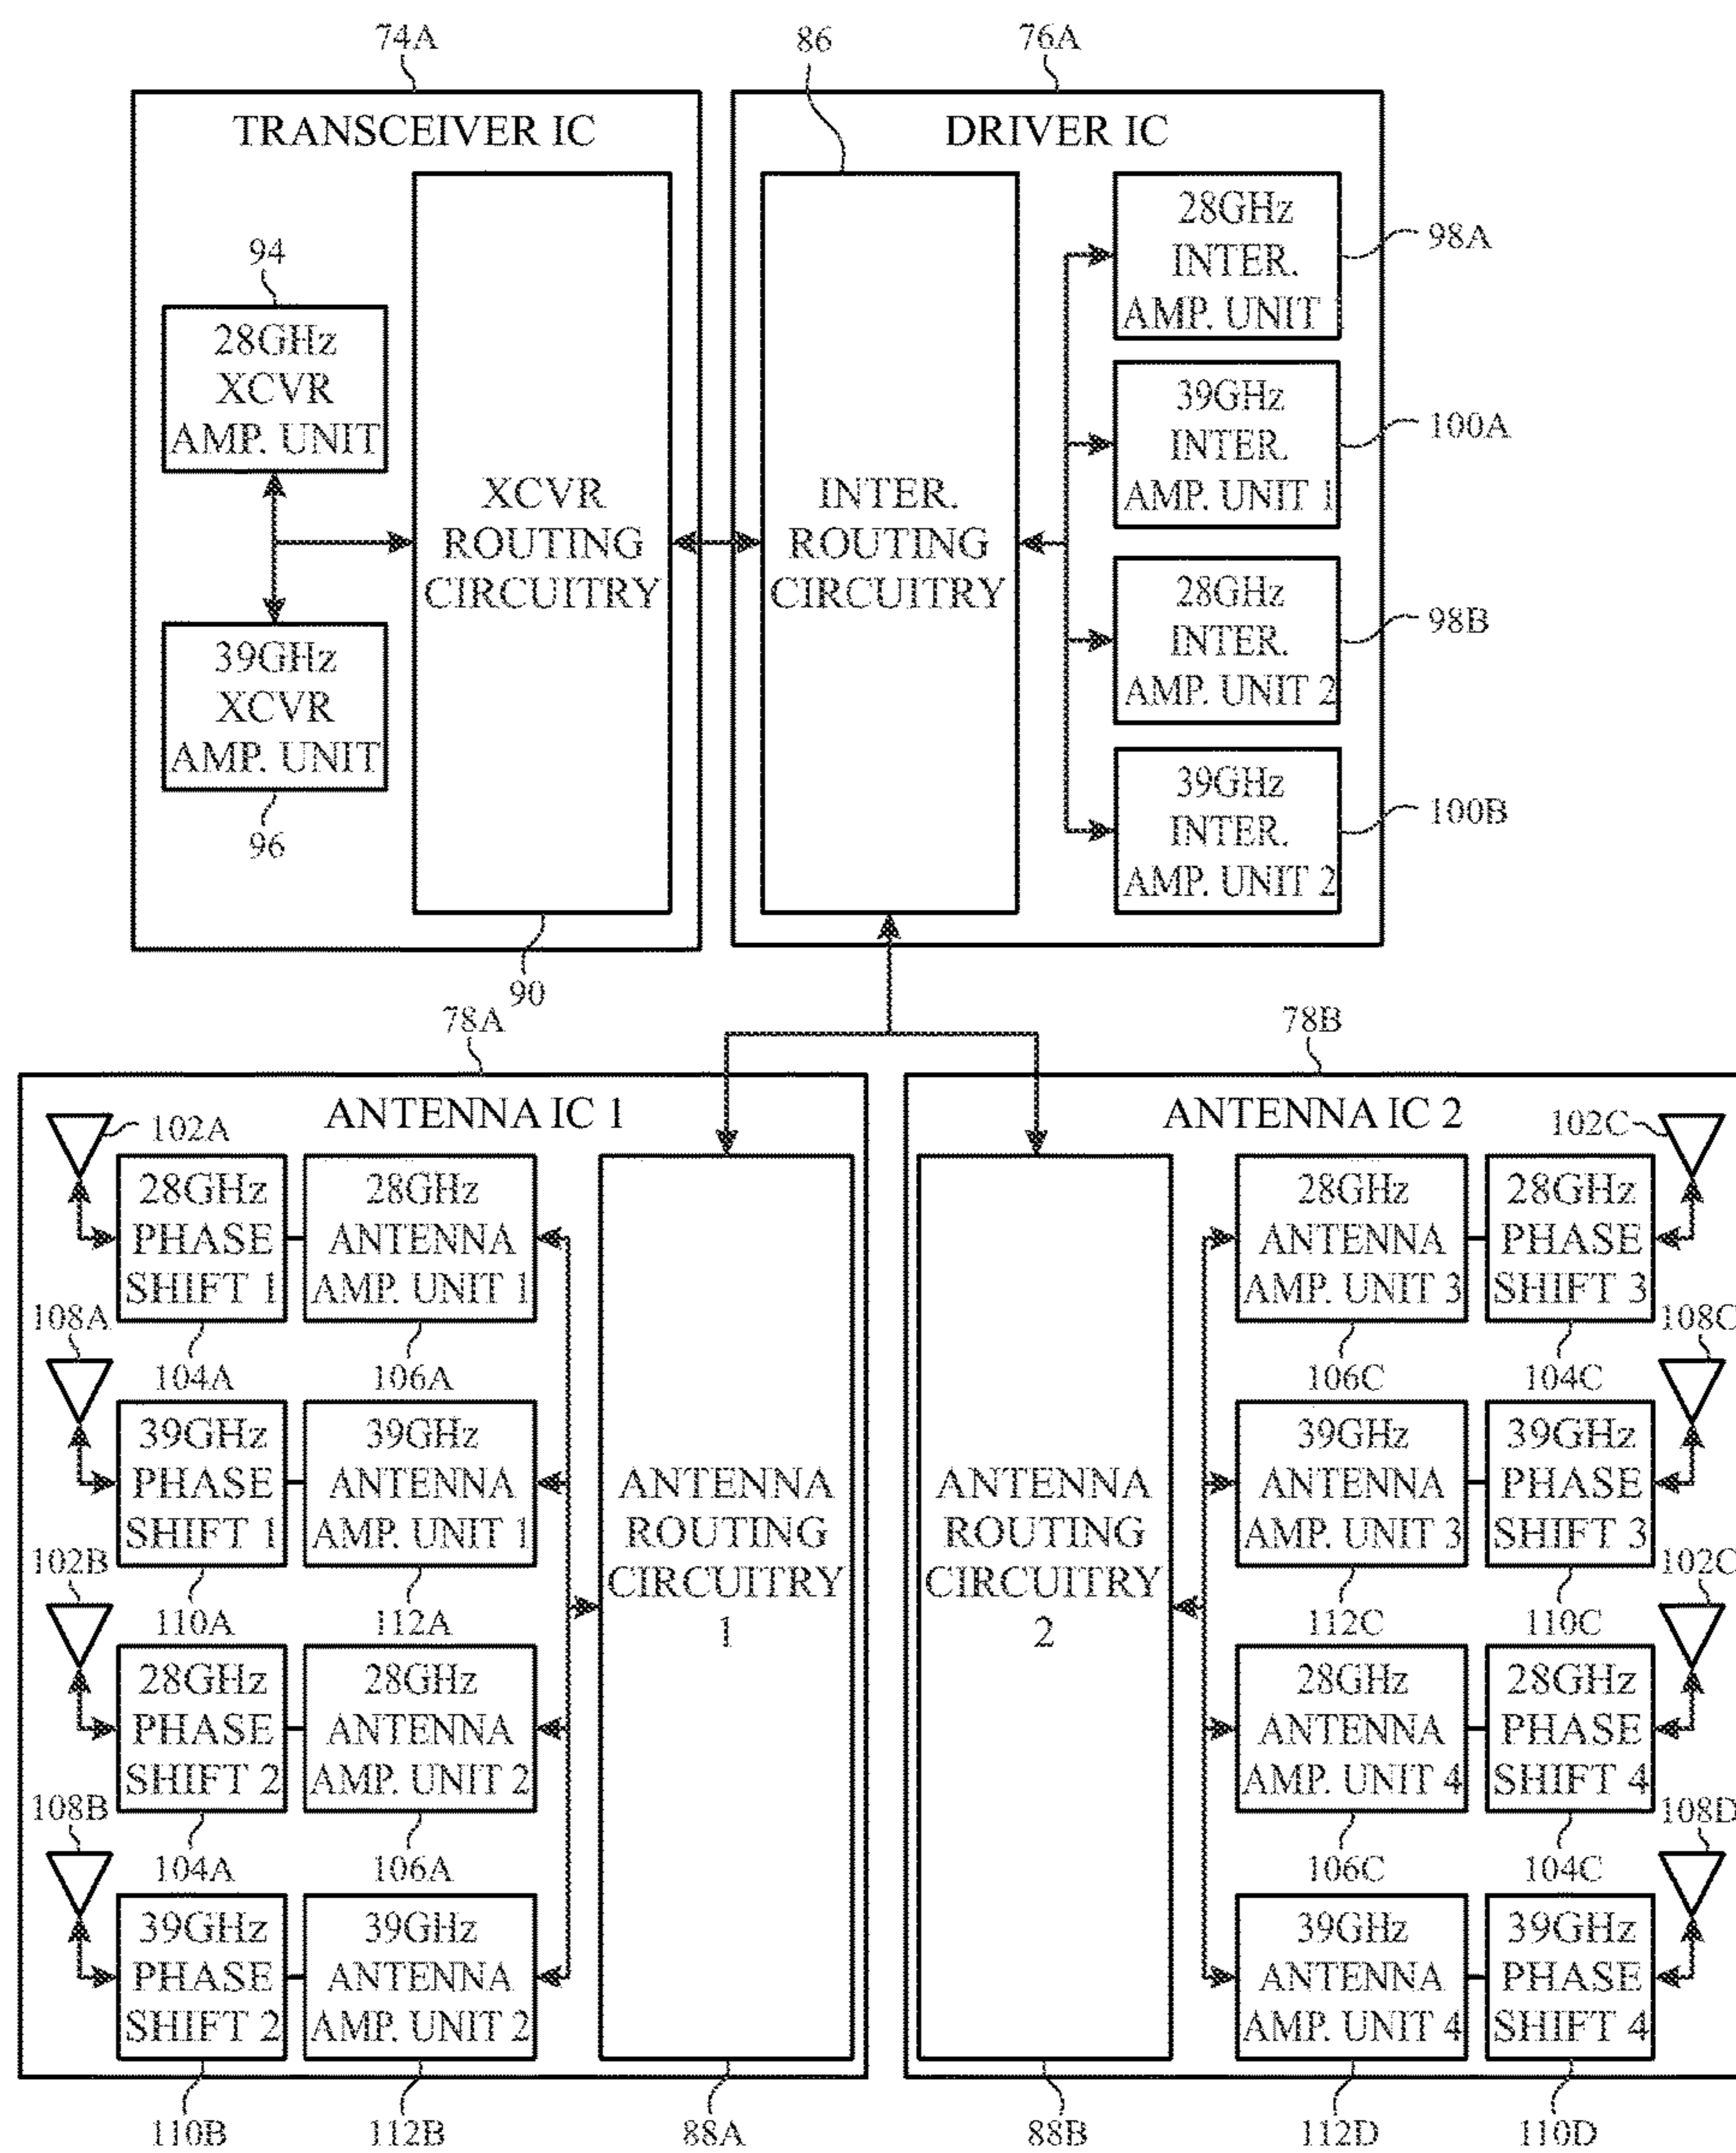 74A
86
76A
TRANSCEIVER IC
DRIVER IC
94
28GHz
XCVR
AMP. UNIT
39GHz
XCVR
AMP. UNIT
96
XCVR
ROUTING
CIRCUITRY
90
INTER.
ROUTING
CIRCUITRY
28GHz
INTER.
AMP. UNIT 1
98A
39GHz
INTER.
AMP. UNIT 1
100A
28GHz
INTER.
AMP. UNIT 2
98B
39GHz
INTER.
AMP. UNIT 2
100B
78A
78B
ANTENNA IC 1
102A
28GHz
PHASE
SHIFT 1
104A
28GHz
ANTENNA
AMP. UNIT 1
106A
108A
39GHz
PHASE
SHIFT 1
110A
39GHz
ANTENNA
AMP. UNIT 1
112A
102B
28GHz
PHASE
SHIFT 2
104A
28GHz
ANTENNA
AMP. UNIT 2
106A
108B
39GHz
PHASE
SHIFT 2
110B
39GHz
ANTENNA
AMP. UNIT 2
112B
ANTENNA
ROUTING
CIRCUITRY
1
88A
ANTENNA IC 2
ANTENNA
ROUTING
CIRCUITRY
2
88B
28GHz
ANTENNA
AMP. UNIT 3
106C
28GHz
PHASE
SHIFT 3
104C
102C
39GHz
ANTENNA
AMP. UNIT 3
112C
39GHz
PHASE
SHIFT 3
110C
108C
28GHz
ANTENNA
AMP. UNIT 4
106C
28GHz
PHASE
SHIFT 4
104C
102C
39GHz
ANTENNA
AMP. UNIT 4
112D
39GHz
PHASE
SHIFT 4
110D
108D